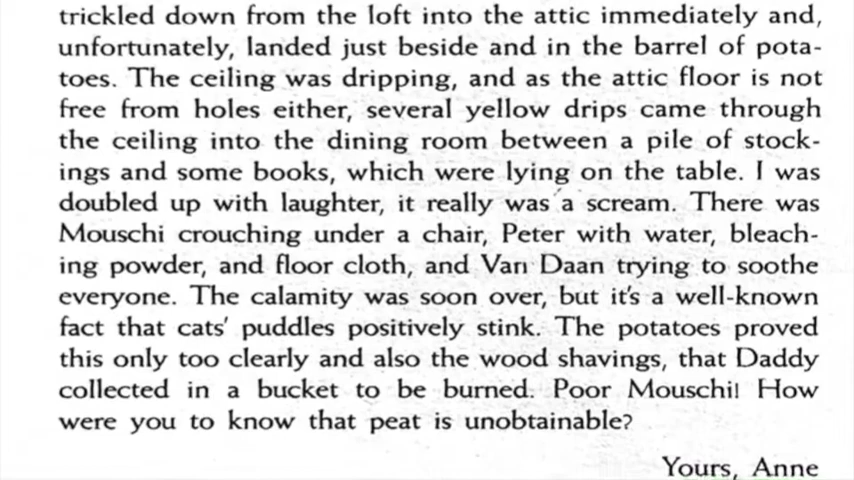 trickled down from the loft into the attic immediately and,
unfortunately, landed just beside and in the barrel of pota-
toes. The ceiling was dripping, and as the attic floor is not
free from holes either, several yellow drips came through
the ceiling into the dining room between a pile of stock-
ings and some books, which were lying on the table. I was
doubled up with laughter, it really was a scream. There was
Mouschi crouching under a chair, Peter with water, bleach-
ing powder, and floor cloth, and Van Daan trying to soothe
everyone. The calamity was soon over, but it's a well-known
fact that cats' puddles positively stink. The potatoes proved
this only too clearly and also the wood shavings, that Daddy
collected in a bucket to be burned. Poor Mouschi! How
were you to know that peat is unobtainable?
Yours, Anne